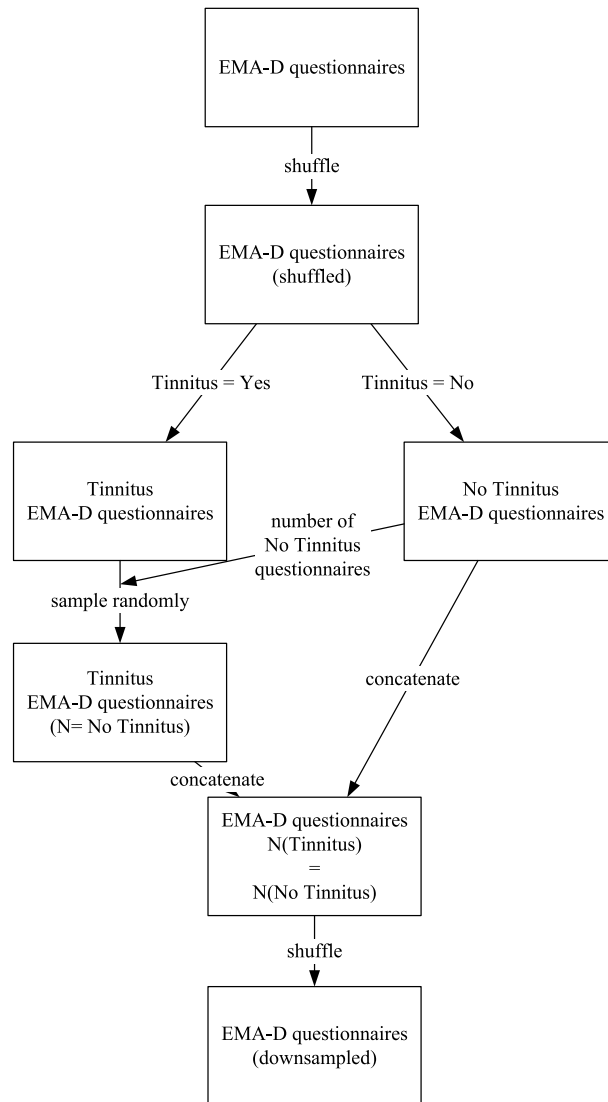 EMA-D questionnaires
shuffle
EMA-D questionnaires
(shuffled)
Tinnitus = Yes
Tinnitus = No
Tinnitus
EMA-D questionnaires
No Tinnitus
EMA-D questionnaires
number of
No Tinnitus
questionnaires
sample randomly
Tinnitus
EMA-D questionnaires
(N= No Tinnitus)
concatenate
concatenate
EMA-D questionnaires
N(Tinnitus)
=
N(No Tinnitus)
shuffle
EMA-D questionnaires
(downsampled)